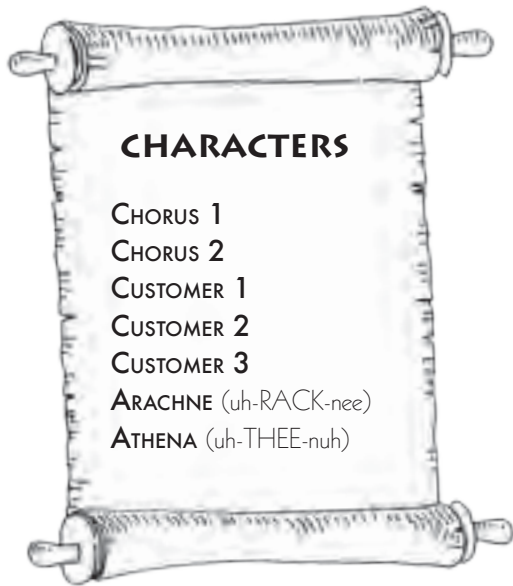 CHARACTERS
CHORUS 1
CHORUS 2
CUSTOMER 1
CUSTOMER 2
CUSTOMER 3
ARACHNE (uh-RACK-nee)
ATHENA (uh-THEE-nuh)